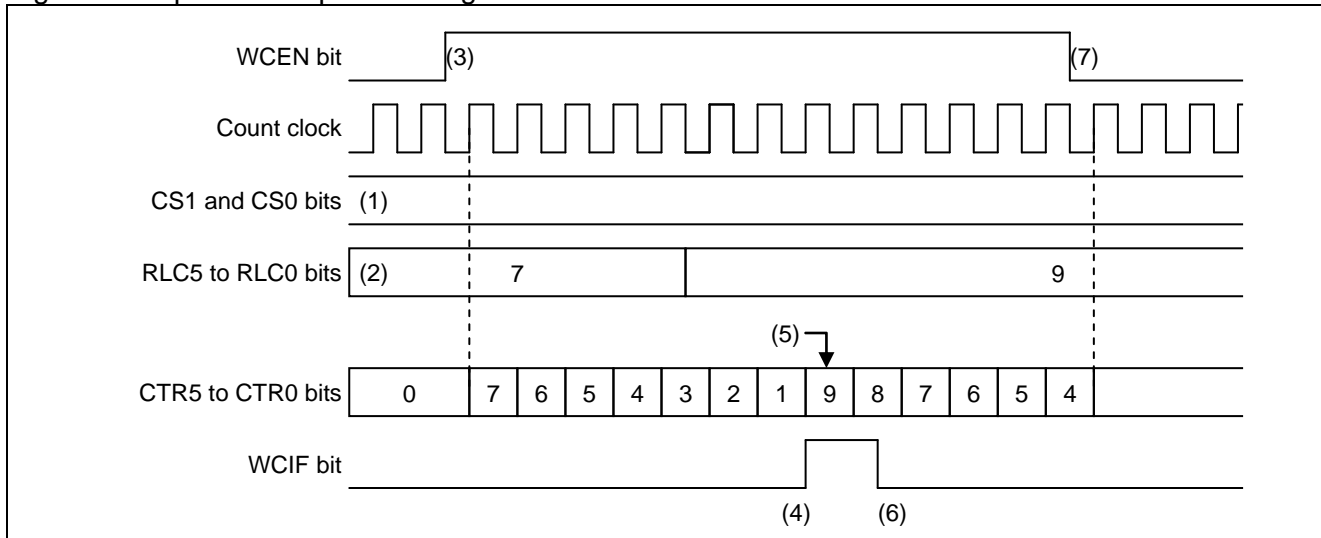 WCEN bit (3) (7)
Count clock
CS1 and CS0 bits (1)
RLC5 to RLC0 bits (2) 7 9
(5)
CTR5 to CTR0 bits 0 7 6 5 4 3 2 1 9 8 7 6 5 4
WCIF bit
(4) (6)